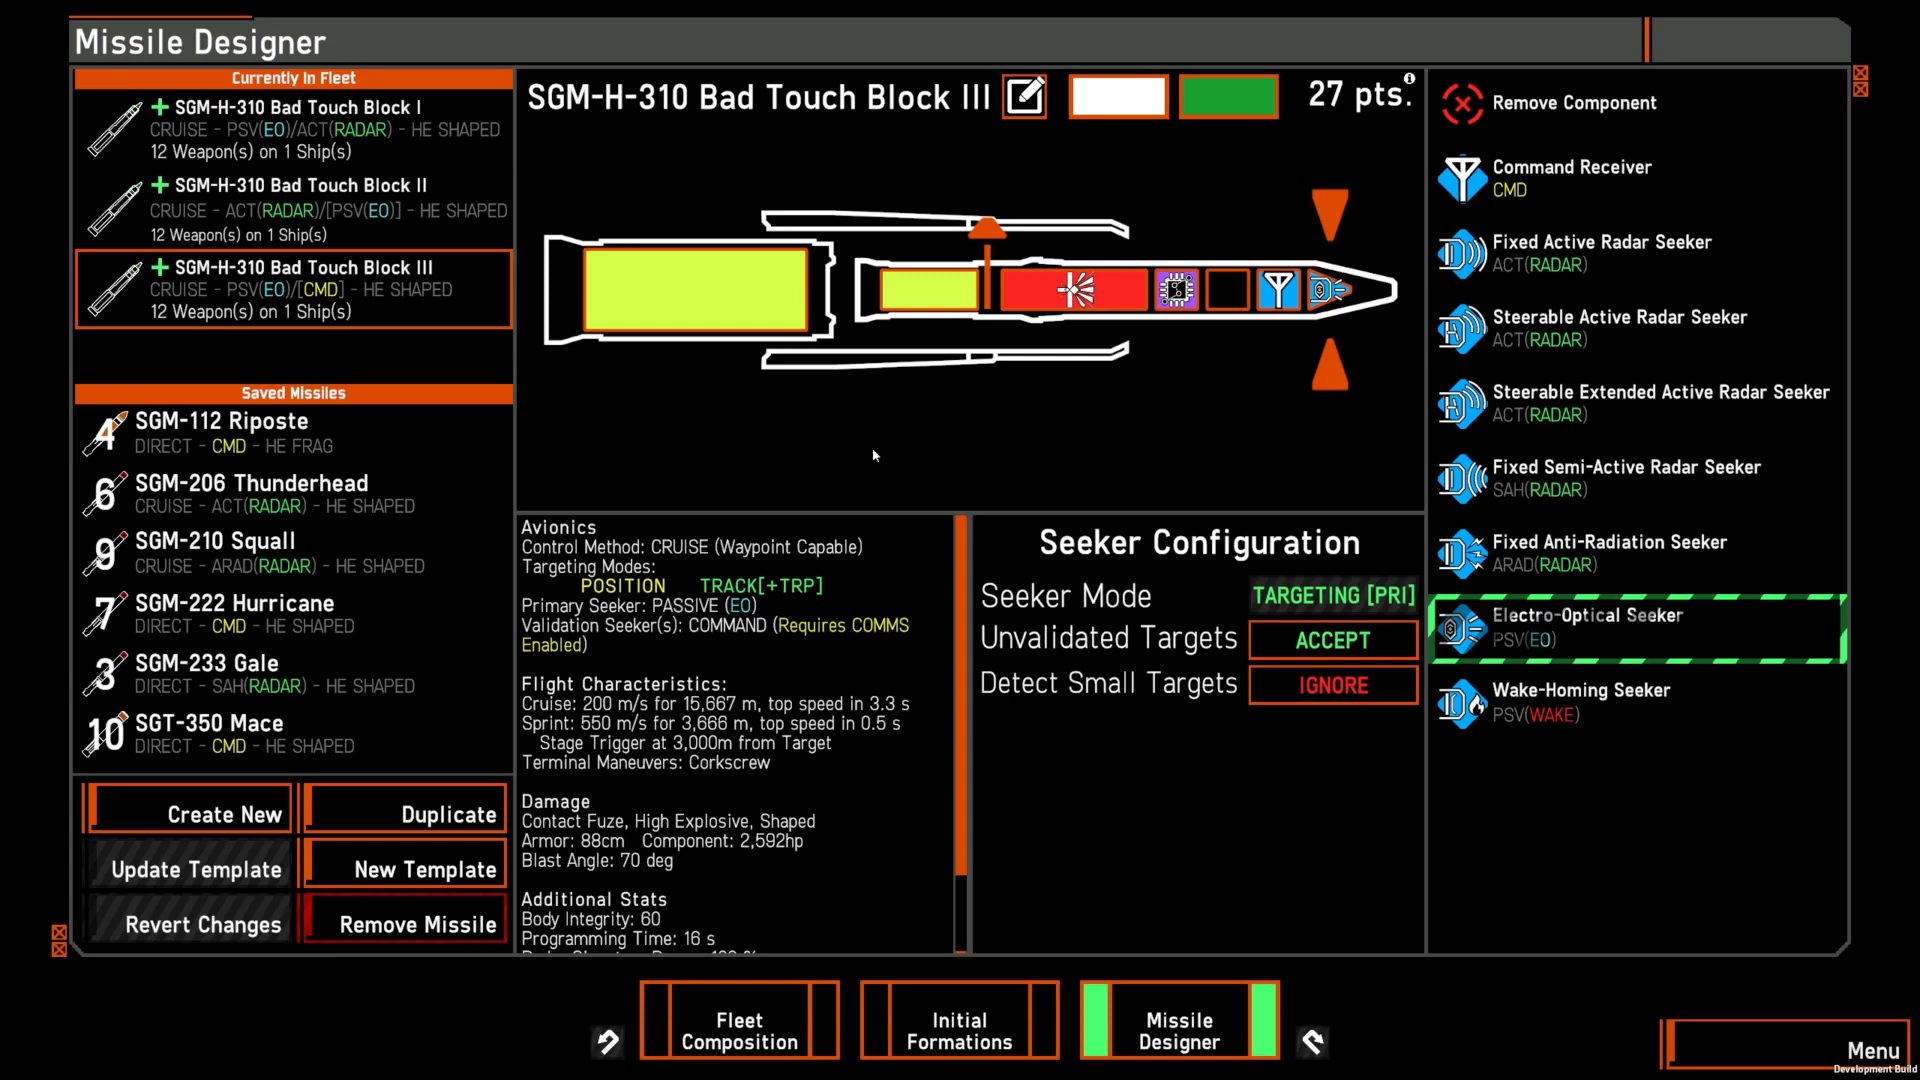 Missile Designer
Currently In Fleet
SGM-H-310 Bad Touch Block I
CRUISE - PSV(EO)/ACT(RADAR) - HE SHAPED
12 Weapon(s) on 1 Ship(s)
SGM-H-310 Bad Touch Block II
CRUISE - ACT(RADAR)/[PSV(EO)] - HE SHAPED
12 Weapon(s) on 1 Ship(s)
SGM-H-310 Bad Touch Block III
CRUISE - PSV(EO)/[CMD] - HE SHAPED
12 Weapon(s) on 1 Ship(s)
Saved Missiles
4
SGM-112 Riposte
DIRECT - CMD - HE FRAG
6
SGM-206 Thunderhead
CRUISE - ACT(RADAR) - HE SHAPED
9
SGM-210 Squall
CRUISE - ARAD(RADAR) - HE SHAPED
7
SGM-222 Hurricane
DIRECT - CMD - HE SHAPED
3
SGM-233 Gale
DIRECT - SAH(RADAR) - HE SHAPED
10
SGT-350 Mace
DIRECT - CMD - HE SHAPED
Create New
Duplicate
Update Template
New Template
Revert Changes
Remove Missile
SGM-H-310 Bad Touch Block III
27 pts.
Avionics
Control Method: CRUISE (Waypoint Capable)
Targeting Modes:
POSITION TRACK[+TRP]
Primary Seeker: PASSIVE (EO)
Validation Seeker(s): COMMAND (Requires COMMS
Enabled)
Flight Characteristics:
Cruise: 200 m/s for 15,667 m, top speed in 3.3 s
Sprint: 550 m/s for 3,666 m, top speed in 0.5 s
Stage Trigger at 3,000m from Target
Terminal Maneuvers: Corkscrew
Damage
Contact Fuze, High Explosive, Shaped
Armor: 88cm Component: 2,592hp
Blast Angle: 70 deg
Additional Stats
Body Integrity: 60
Programming Time: 16 s
Seeker Configuration
Seeker Mode TARGETING [PRI]
Unvalidated Targets ACCEPT
Detect Small Targets IGNORE
Remove Component
Command Receiver
CMD
Fixed Active Radar Seeker
ACT(RADAR)
Steerable Active Radar Seeker
ACT(RADAR)
Steerable Extended Active Radar Seeker
ACT(RADAR)
Fixed Semi-Active Radar Seeker
SAH(RADAR)
Fixed Anti-Radiation Seeker
ARAD(RADAR)
Electro-Optical Seeker
PSV(EO)
Wake-Homing Seeker
PSV(WAKE)
Fleet
Composition
Initial
Formations
Missile
Designer
Menu
Development Build